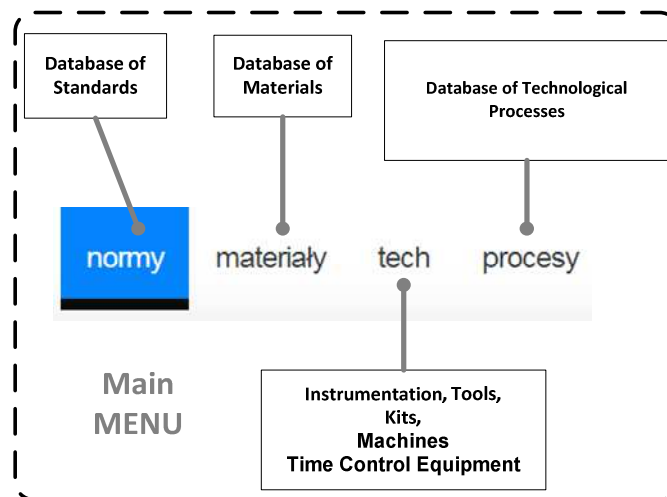 Database of
Standards
Database of
Materials
Database of Technological
Processes
normy
materiały
tech
procesy
Main
MENU
Instrumentation, Tools,
Kits,
Machines
Time Control Equipment